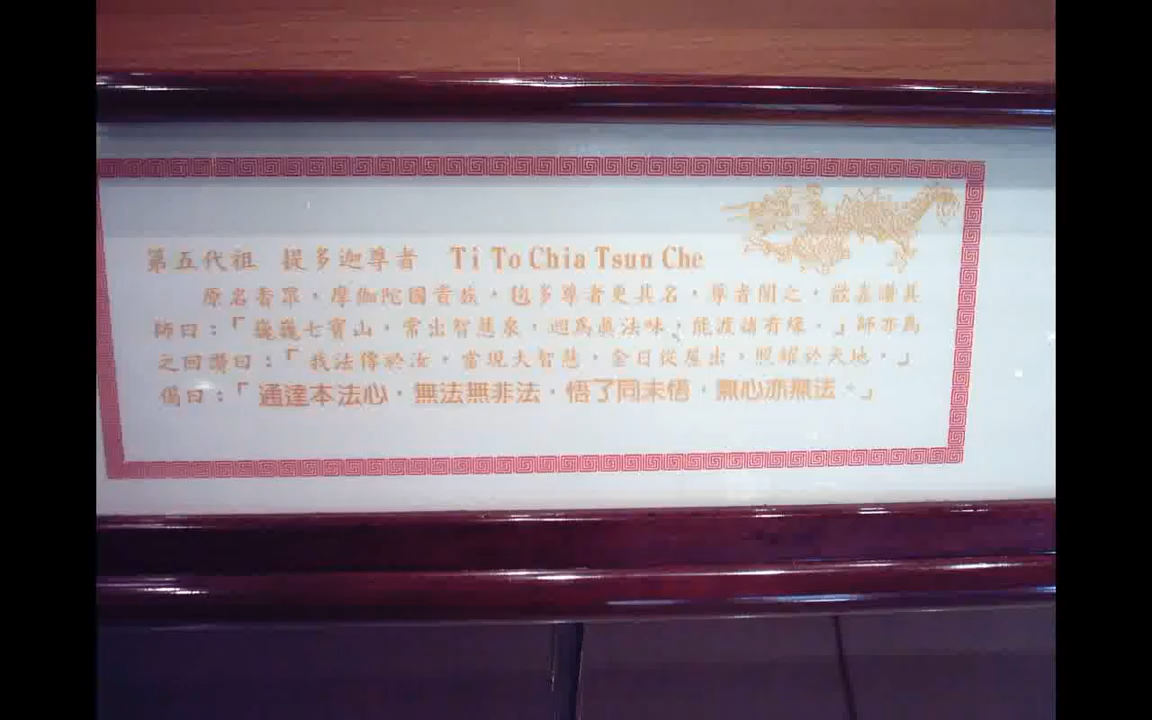 第五代祖 提多迦尊者 Ti To Chia Tsun Che
原名香眾，摩伽陀國貴族，毱多尊者更其名，尊者聞之，歡喜讚其
師曰：「巍巍七寶山，常出智慧泉，迴為真法味，能渡諸有緣。」師亦為
之回讚曰：「我法傳於汝，當現大智慧，金日從屋出，照耀於天地。」
偈曰：「通達本法心，無法無非法，悟了同未悟，無心亦無法。」